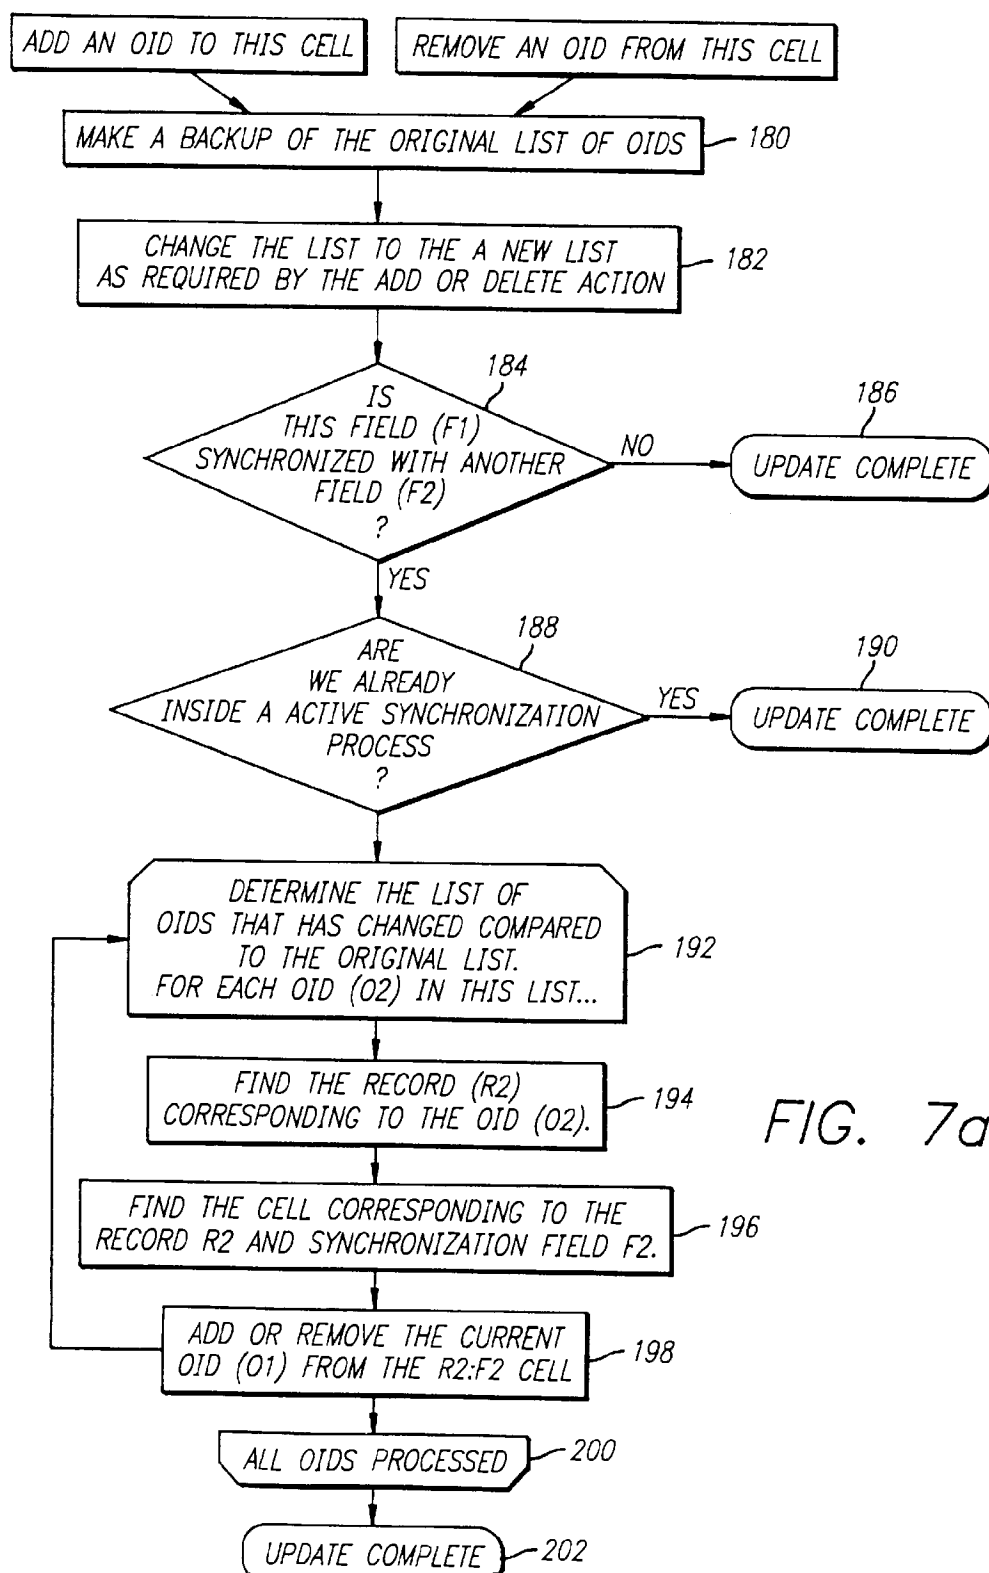 ADD AN OID TO THIS CELL
REMOVE AN OID FROM THIS CELL
MAKE A BACKUP OF THE ORIGINAL LIST OF OIDS
180
CHANGE THE LIST TO THE A NEW LIST
AS REQUIRED BY THE ADD OR DELETE ACTION
182
184
IS
THIS FIELD (F1)
SYNCHRONIZED WITH ANOTHER
FIELD (F2)
?
NO
186
UPDATE COMPLETE
YES
188
ARE
WE ALREADY
INSIDE A ACTIVE SYNCHRONIZATION
PROCESS
?
YES
190
UPDATE COMPLETE
DETERMINE THE LIST OF
OIDS THAT HAS CHANGED COMPARED
TO THE ORIGINAL LIST.
FOR EACH OID (O2) IN THIS LIST...
192
FIND THE RECORD (R2)
CORRESPONDING TO THE OID (O2).
194
FIG. 7a
FIND THE CELL CORRESPONDING TO THE
RECORD R2 AND SYNCHRONIZATION FIELD F2.
196
ADD OR REMOVE THE CURRENT
OID (O1) FROM THE R2:F2 CELL
198
ALL OIDS PROCESSED
200
UPDATE COMPLETE
202